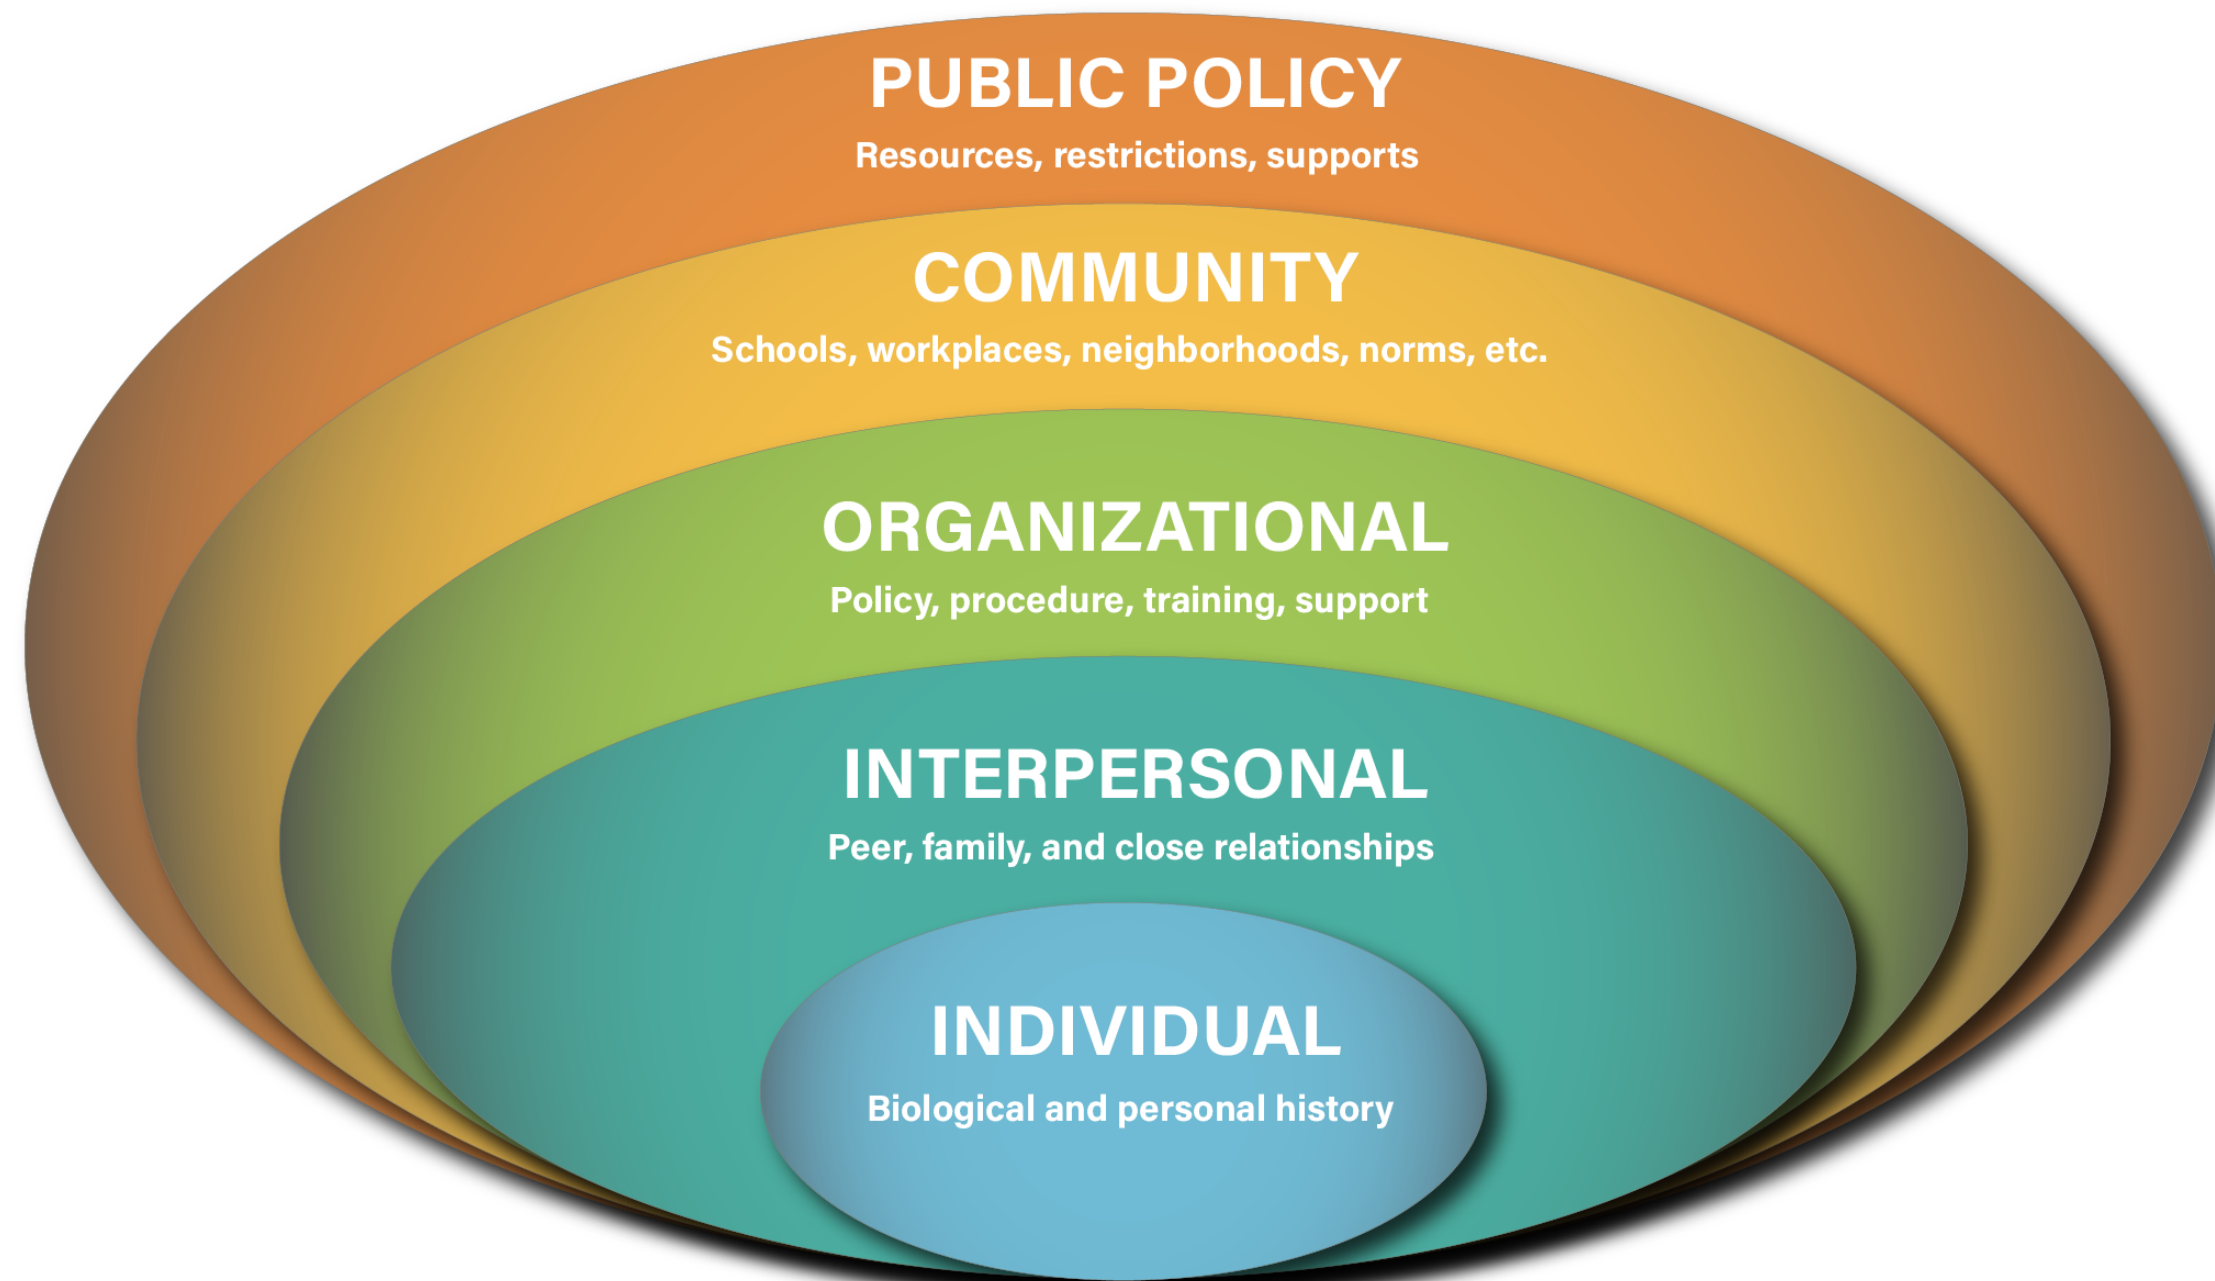 PUBLIC POLICY
Resources, restrictions, supports
COMMUNITY
Schools, workplaces, neighborhoods, norms, etc.
ORGANIZATIONAL
Policy, procedure, training, support
INTERPERSONAL
Peer, family, and close relationships
INDIVIDUAL
Biological and personal history